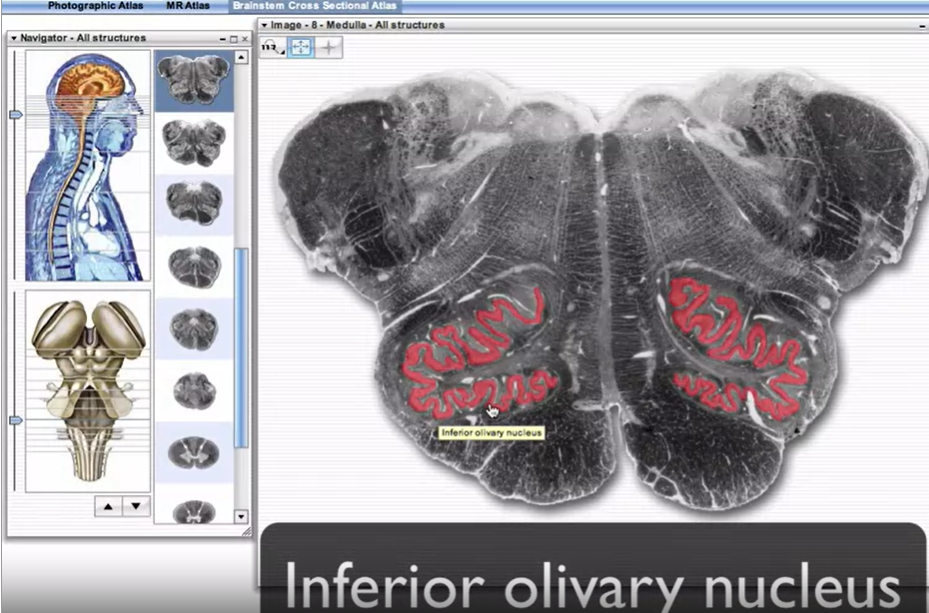 Photographic Atlas MR Atlas Brainstem Cross Sectional Atlas
Image - 8 - Medulla - All structures
Navigator - All structures
Inferior olivary nucleus
Inferior olivary nucleus